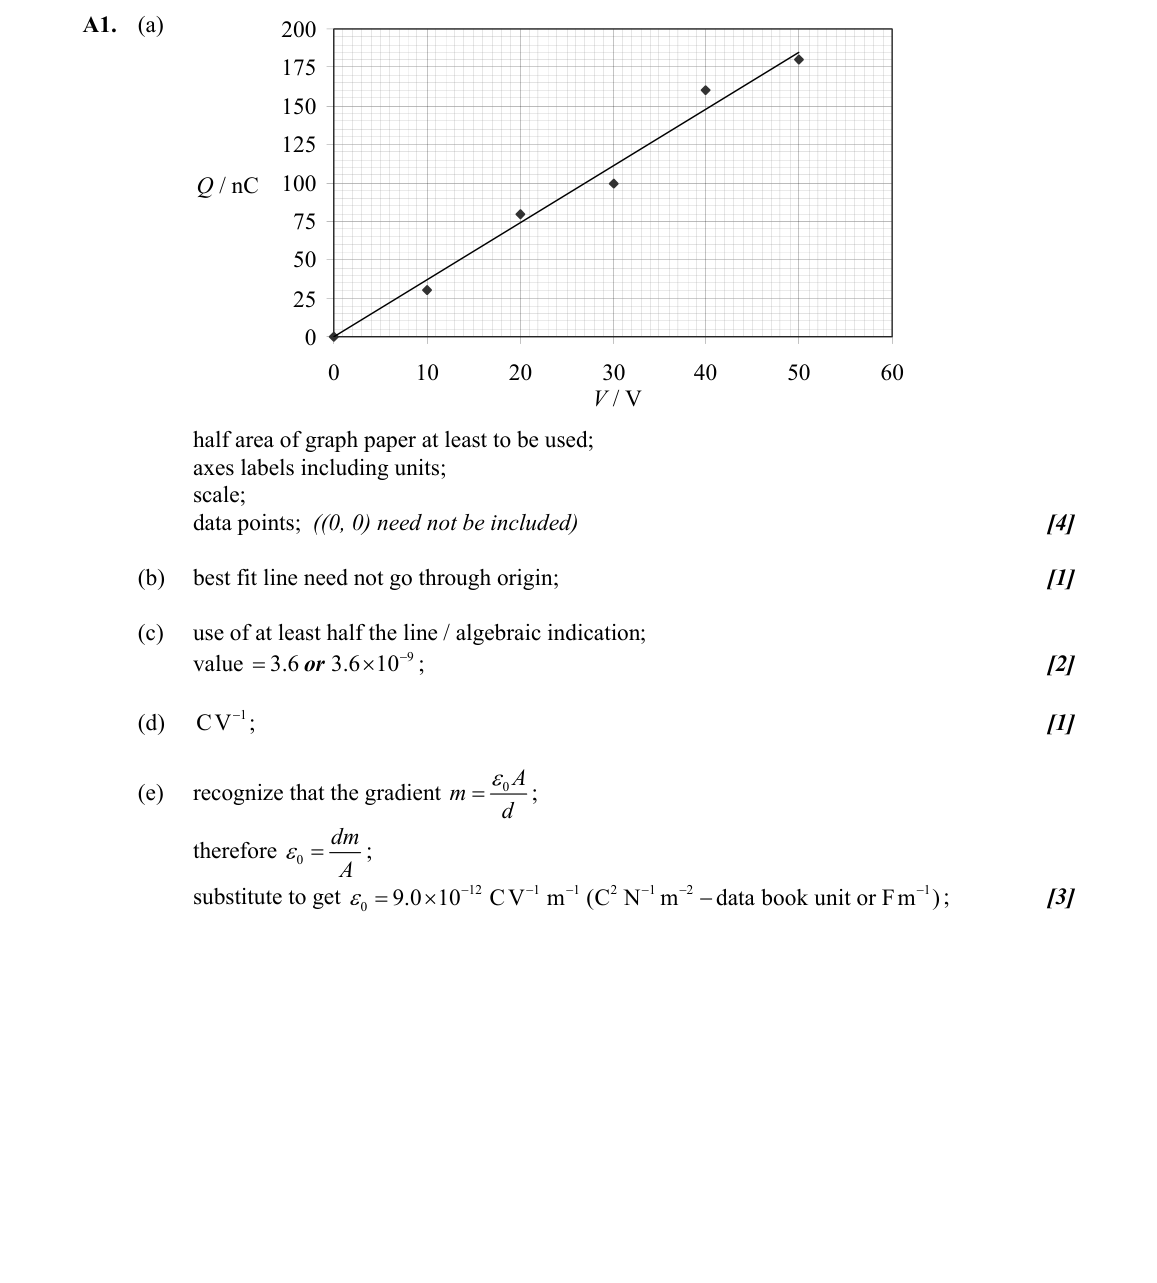 A1. (a)
200
175
150
125
Q / nC 100
75
50
25
0
0 10 20 30 40 50 60
V / V
half area of graph paper at least to be used;
axes labels including units;
scale;
data points; ((0, 0) need not be included) [4]
(b) best fit line need not go through origin; [1]
(c) use of at least half the line / algebraic indication;
value = 3.6 or 3.6×10⁻⁹ ; [2]
(d) C V⁻¹; [1]
(e) recognize that the gradient m = ε₀A / d ;
therefore ε₀ = dm / A ;
substitute to get ε₀ = 9.0×10⁻¹² C V⁻¹ m⁻¹ (C² N⁻¹ m⁻² – data book unit or F m⁻¹) ; [3]